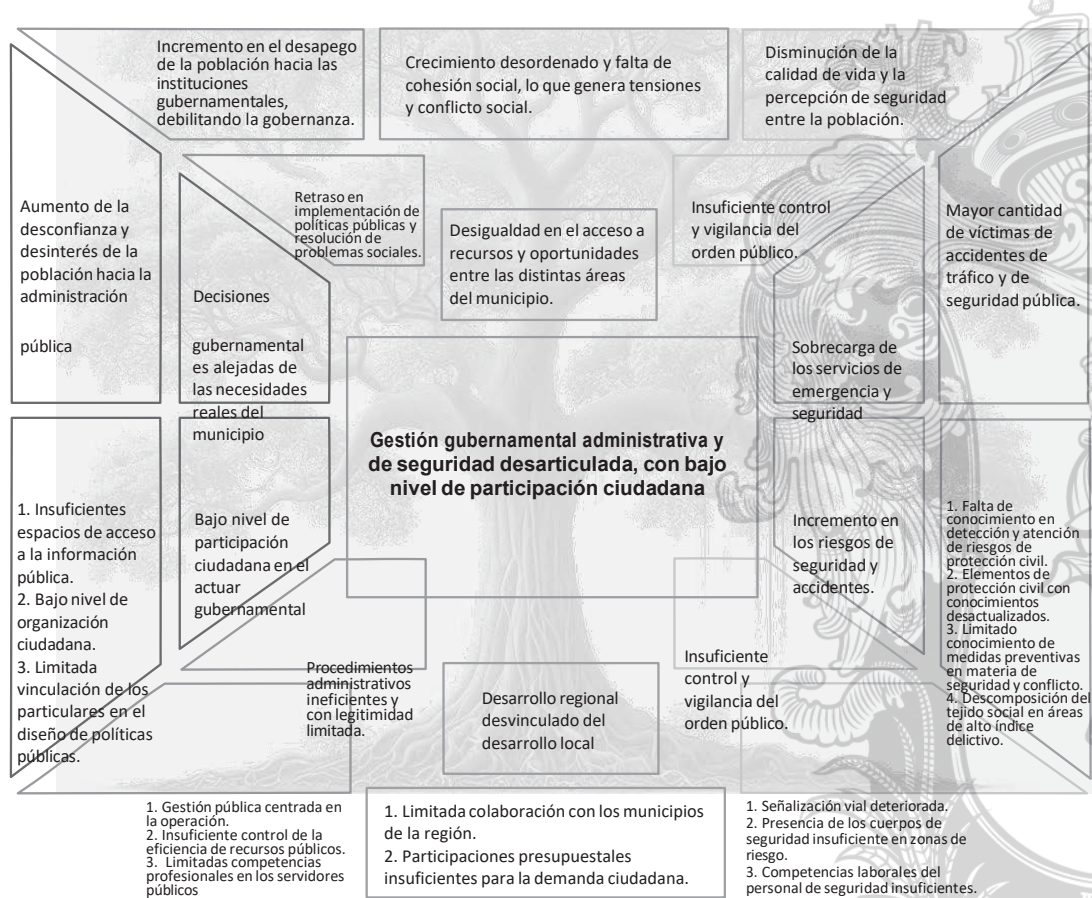 Incremento en el desapego
de la población hacia las
instituciones
gubernamentales,
debilitando la gobernanza.
Crecimiento desordenado y falta de
cohesión social, lo que genera tensiones
y conflicto social.
Disminución de la
calidad de vida y la
percepción de seguridad
entre la población.
Aumento de la
desconfianza y
desinterés de la
población hacia la
administración
pública
Decisiones
gubernamental
es alejadas de
las necesidades
reales del
municipio
Retraso en
implementación de
políticas públicas y
resolución de
problemas sociales.
Desigualdad en el acceso a
recursos y oportunidades
entre las distintas áreas
del municipio.
Insuficiente control
y vigilancia del
orden público.
Sobrecarga de
los servicios de
emergencia y
seguridad
Mayor cantidad
de víctimas de
accidentes de
tráfico y de
seguridad pública.
Gestión gubernamental administrativa y
de seguridad desarticulada, con bajo
nivel de participación ciudadana
1. Insuficientes
espacios de acceso
a la información
pública.
2. Bajo nivel de
organización
ciudadana.
3. Limitada
vinculación de los
particulares en el
diseño de políticas
públicas.
Bajo nivel de
participación
ciudadana en el
actuar
gubernamental
Procedimientos
administrativos
ineficientes y
con legitimidad
limitada.
Desarrollo regional
desvinculado del
desarrollo local
Insuficiente
control y
vigilancia del
orden público.
Incremento en
los riesgos de
seguridad y
accidentes.
1. Falta de
conocimiento en
detección y atención
de riesgos de
protección civil.
2. Elementos de
protección civil con
conocimientos
desactualizados.
3. Limitado
conocimiento de
medidas preventivas
en materia de
seguridad y conflicto.
4. Descomposición del
tejido social en áreas
de alto índice
delictivo.
1. Gestión pública centrada en
la operación.
2. Insuficiente control de la
eficiencia de recursos públicos.
3. Limitadas competencias
profesionales en los servidores
públicos
1. Limitada colaboración con los municipios
de la región.
2. Participaciones presupuestales
insuficientes para la demanda ciudadana.
1. Señalización vial deteriorada.
2. Presencia de los cuerpos de
seguridad insuficiente en zonas de
riesgo.
3. Competencias laborales del
personal de seguridad insuficientes.